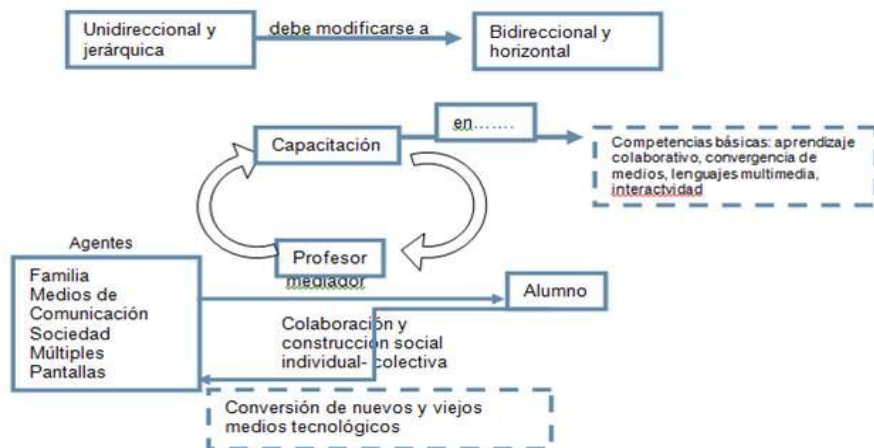 Unidireccional y
jerárquica
debe modificarse a
Bidireccional y
horizontal
en.......
Capacitación
Competencias básicas: aprendizaje
colaborativo, convergencia de
medios, lenguajes multimedia,
interactvidad
Agentes
Familia
Medios de
Comunicación
Sociedad
Múltiples
Pantallas
Profesor
mediador
Alumno
Colaboración y
construcción social
individual- colectiva
Conversión de nuevos y viejos
medios tecnológicos